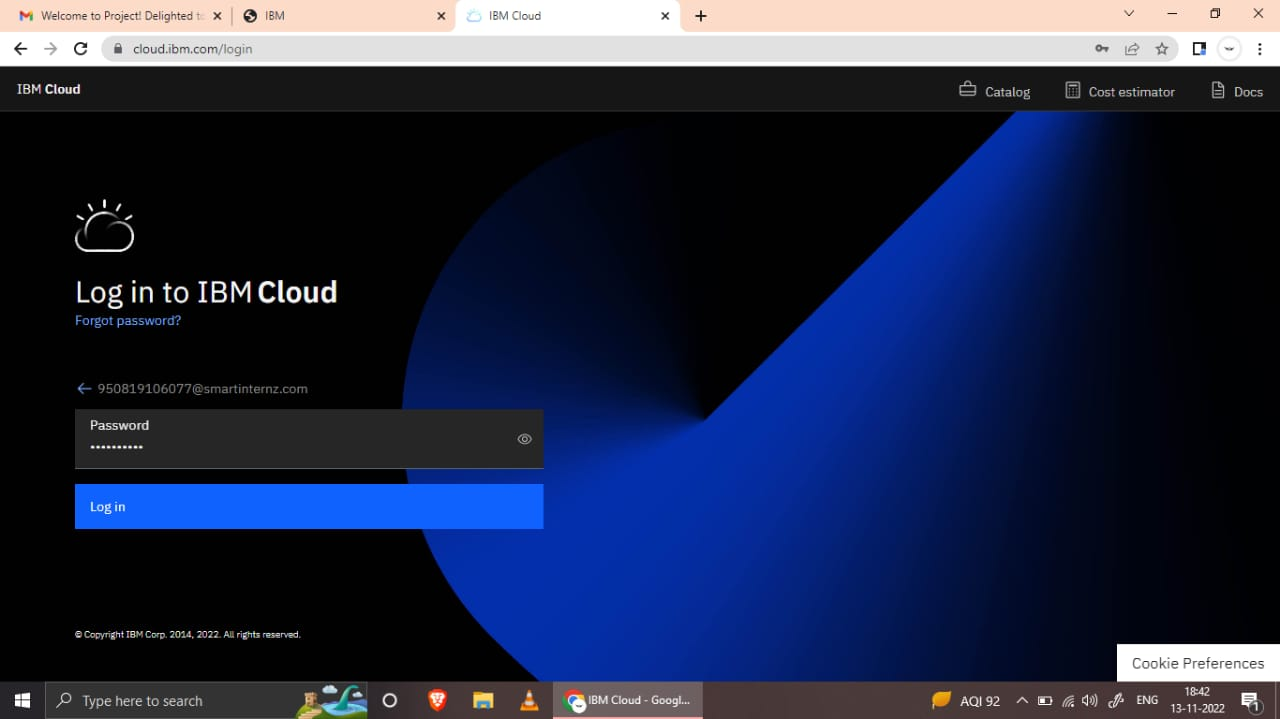 Welcome to Project! Delighted to
IBM
IBM Cloud
cloud.ibm.com/login
IBM Cloud
Catalog
Cost estimator
Docs
Log in to IBM Cloud
Forgot password?
950819106077@smartinternz.com
Password
••••••••••
Log in
© Copyright IBM Corp. 2014, 2022. All rights reserved.
Cookie Preferences
Type here to search
IBM Cloud - Googl...
AQI 92
ENG
18:42
13-11-2022
1